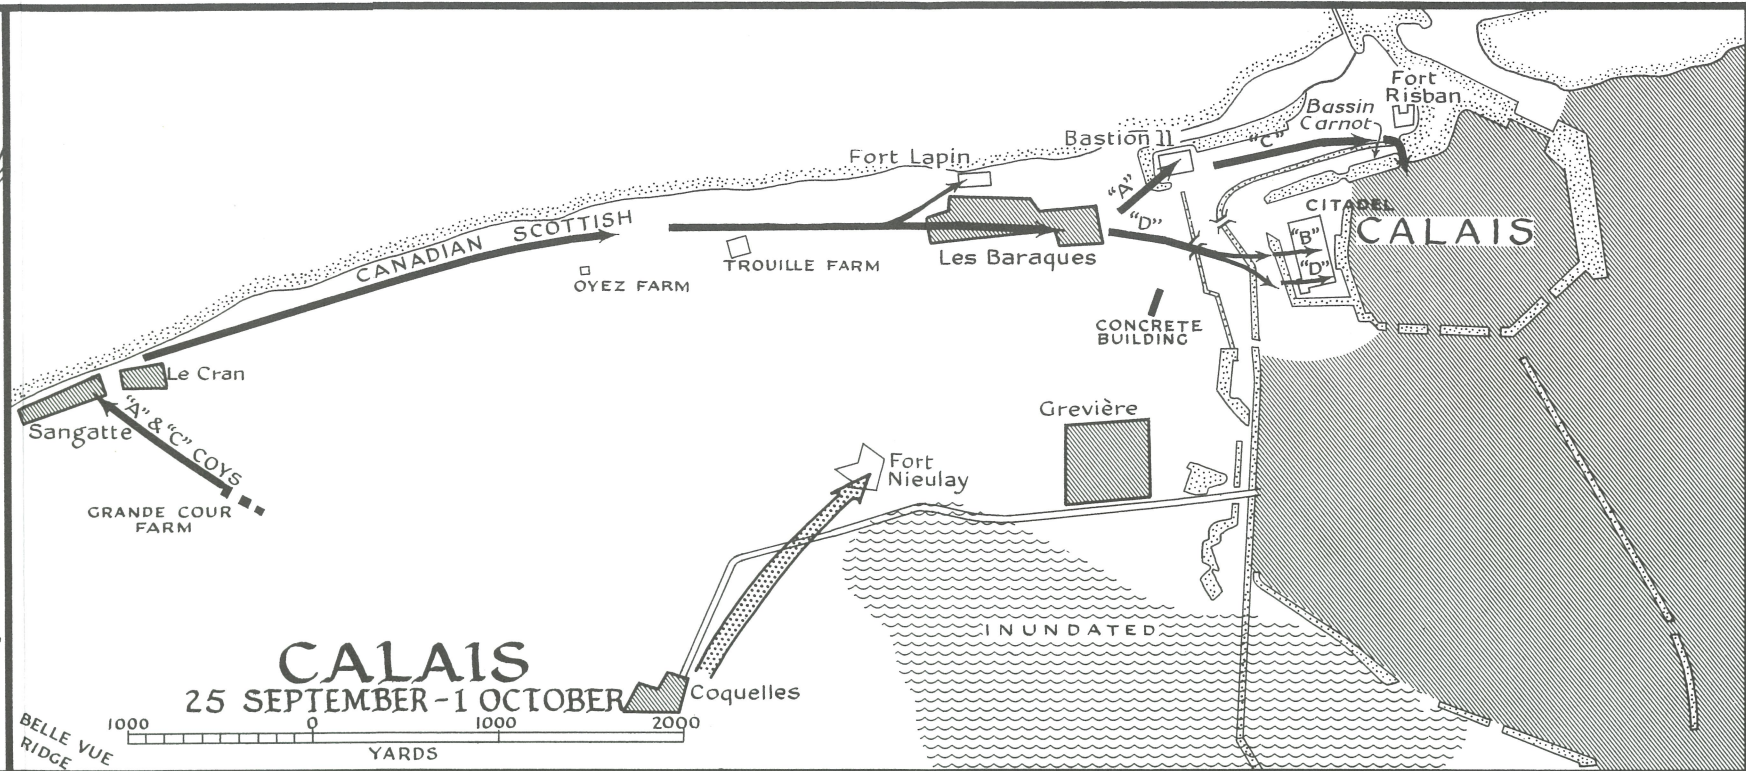 Fort
Risban
Bassin
Carnot
Bastion 11
"C"
Fort Lapin
"A"
CITADEL
CANADIAN SCOTTISH
"D"
CALAIS
"B"
TROUILLE FARM
Les Baraques
"D"
OYEZ FARM
CONCRETE
BUILDING
Le Cran
Sangatte
"A" & "C" COYS
Grevière
Fort
Nieulay
GRANDE COUR
FARM
INUNDATED
CALAIS
25 SEPTEMBER-1 OCTOBER
Coquelles
BELLE VUE
RIDGE
1000 0 1000 2000
YARDS